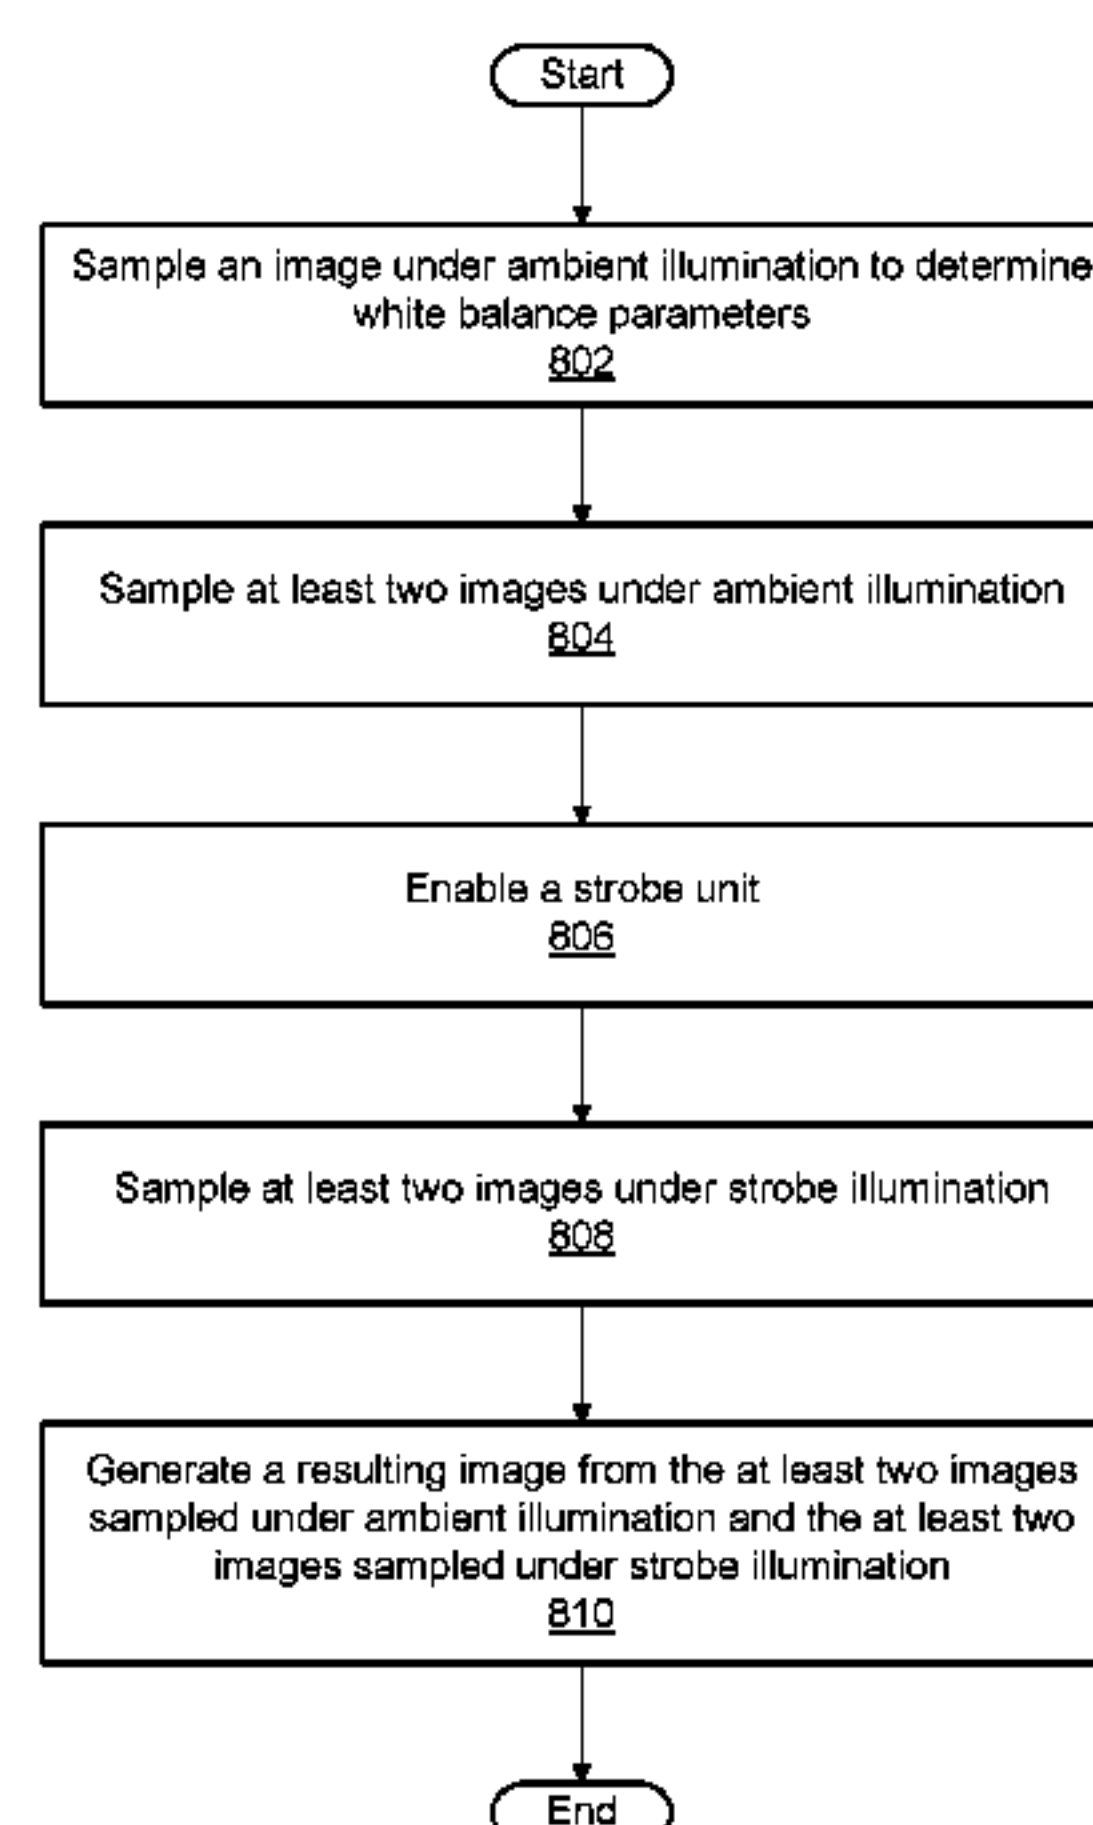 Start
Sample an image under ambient illumination to determine
white balance parameters
802
Sample at least two images under ambient illumination
804
Enable a strobe unit
806
Sample at least two images under strobe illumination
808
Generate a resulting image from the at least two images
sampled under ambient illumination and the at least two
images sampled under strobe illumination
810
End